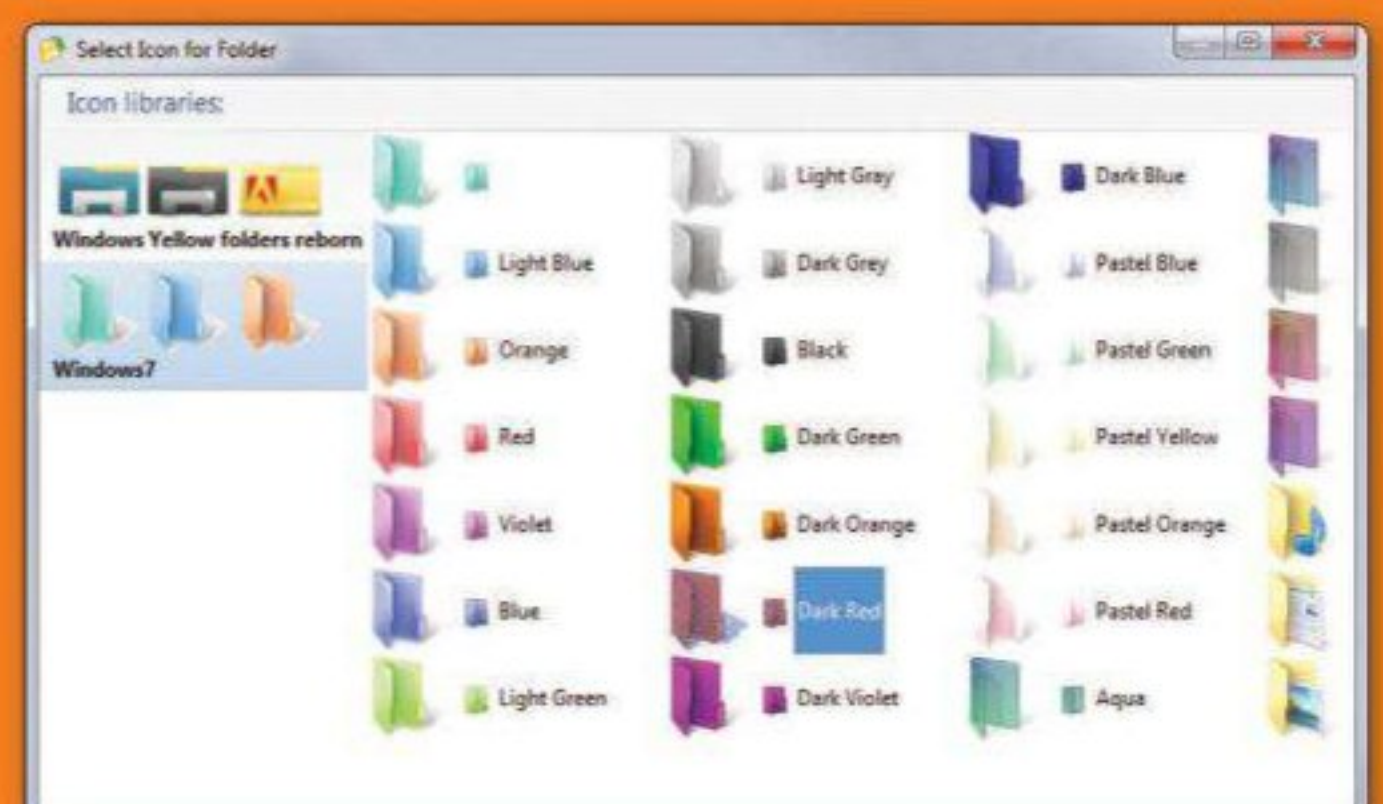 Select Icon for Folder
Icon libraries:
Windows Yellow folders reborn
Windows7
Light Blue
Orange
Red
Violet
Blue
Light Green
Light Gray
Dark Grey
Black
Dark Green
Dark Orange
Dark Red
Dark Violet
Dark Blue
Pastel Blue
Pastel Green
Pastel Yellow
Pastel Orange
Pastel Red
Aqua